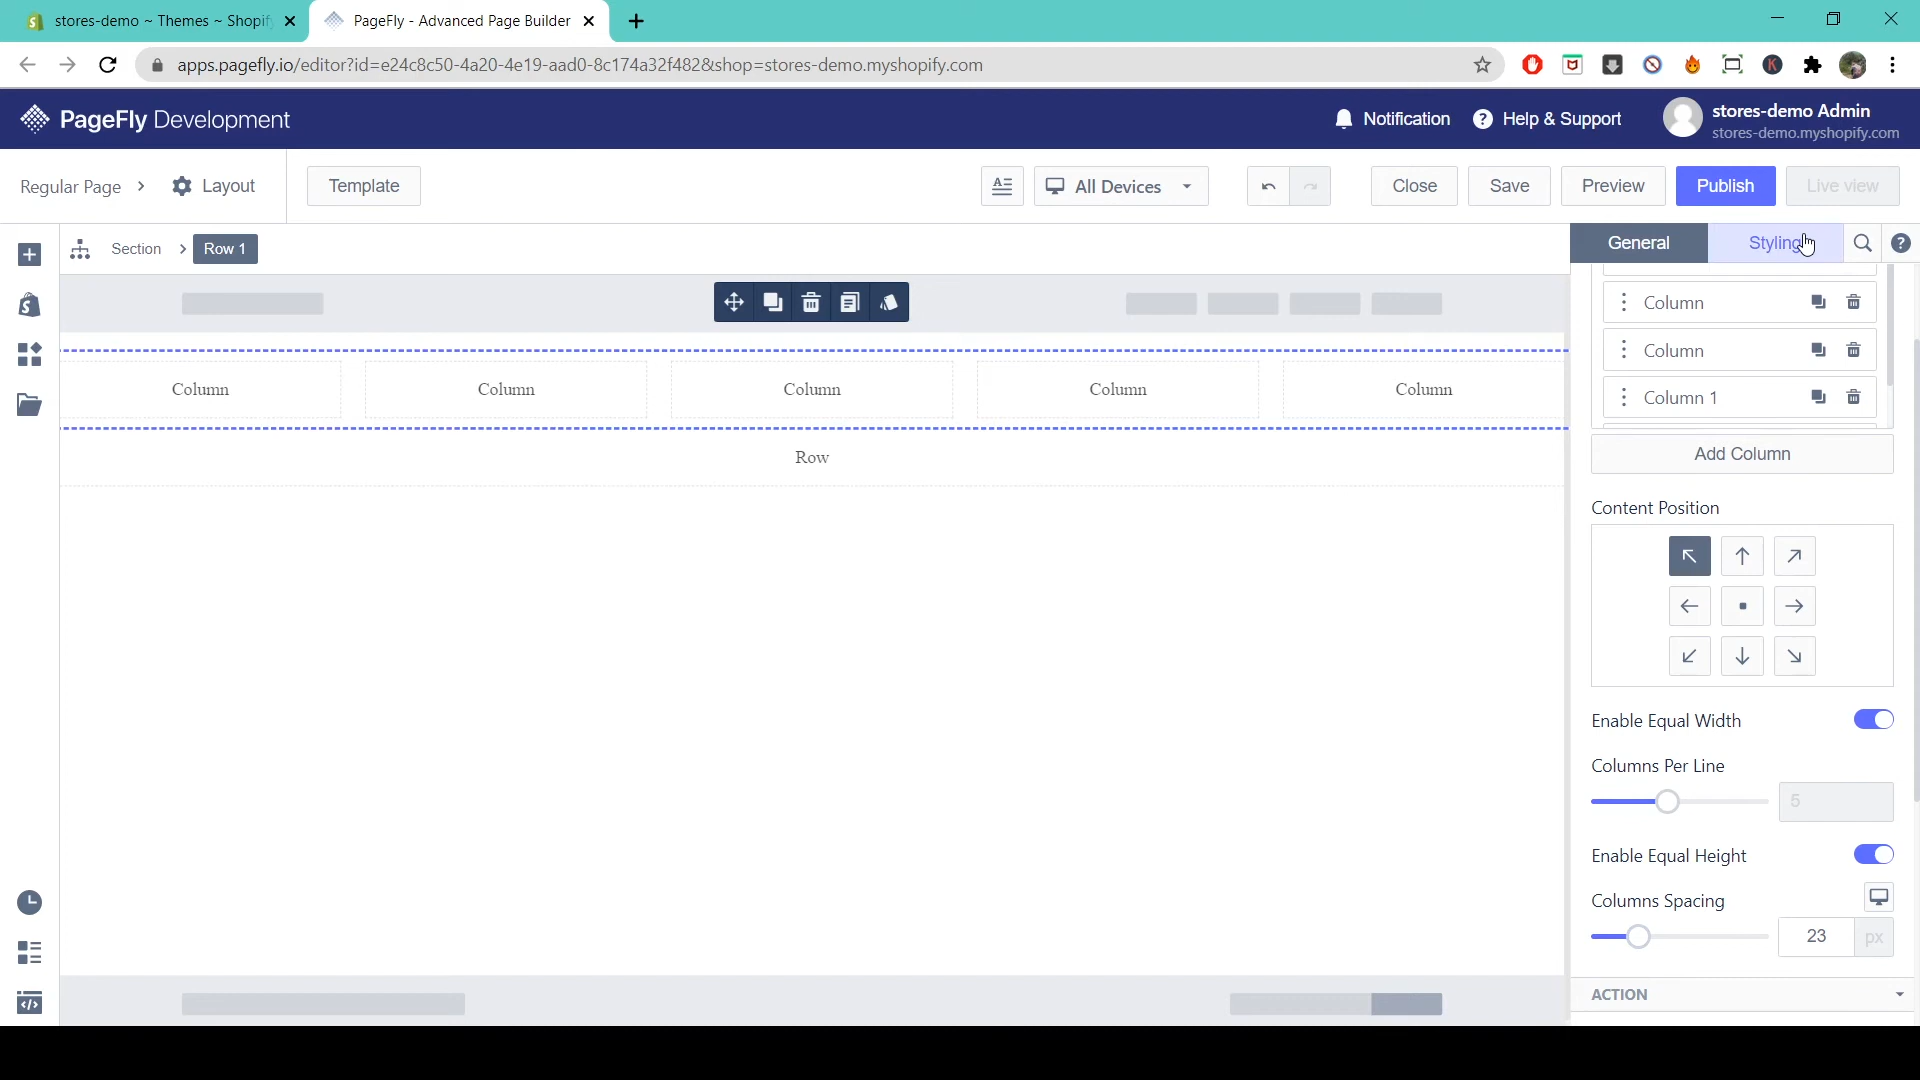 stores-demo ~ Themes ~ Shopif
PageFly - Advanced Page Builder
apps.pagefly.io/editor?id=e24c8c50-4a20-4e19-aad0-8c174a32f482&shop=stores-demo.myshopify.com
PageFly Development
Notification
Help & Support
stores-demo Admin
stores-demo.myshopify.com
Regular Page
Layout
Template
All Devices
Close
Save
Preview
Publish
Live view
Section
Row 1
General
Styling
Column
Column
Column
Column
Column
Row
Column
Column
Column 1
Add Column
Content Position
Enable Equal Width
Columns Per Line
5
Enable Equal Height
Columns Spacing
23 px
ACTION